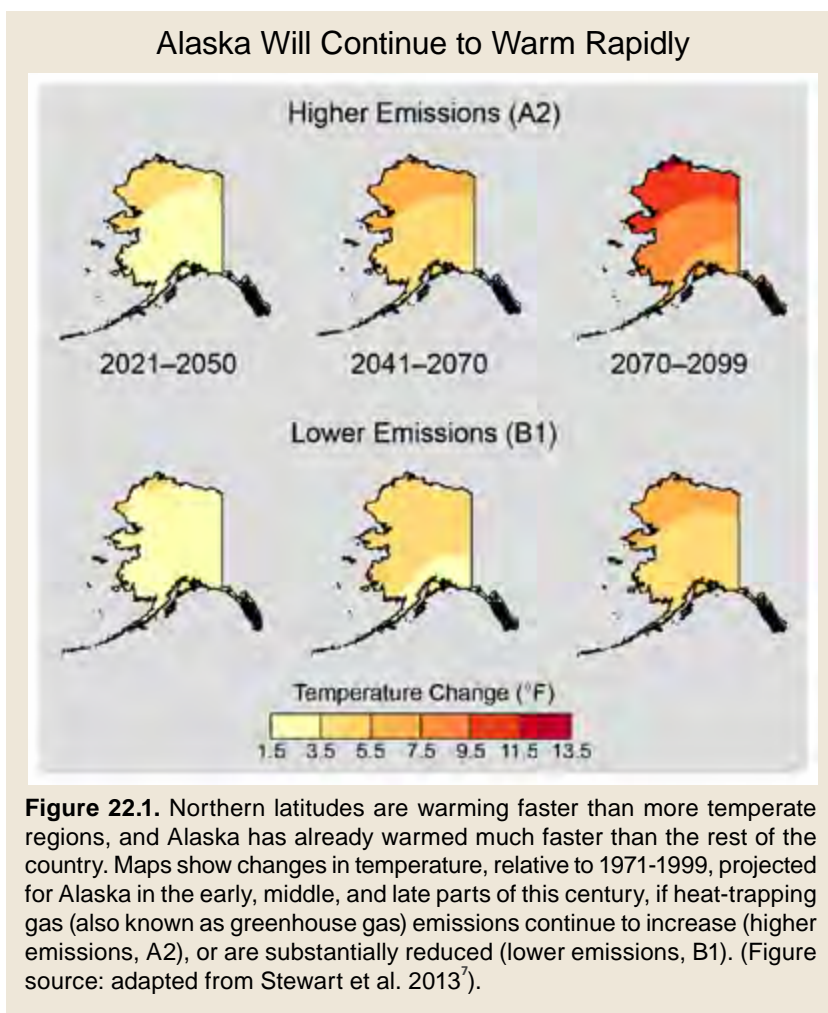 Alaska Will Continue to Warm Rapidly
Higher Emissions (A2)
2021–2050 2041–2070 2070–2099
Lower Emissions (B1)
Temperature Change (°F)
1.5 3.5 5.5 7.5 9.5 11.5 13.5
Figure 22.1. Northern latitudes are warming faster than more temperate
regions, and Alaska has already warmed much faster than the rest of the
country. Maps show changes in temperature, relative to 1971-1999, projected
for Alaska in the early, middle, and late parts of this century, if heat-trapping
gas (also known as greenhouse gas) emissions continue to increase (higher
emissions, A2), or are substantially reduced (lower emissions, B1). (Figure
source: adapted from Stewart et al. 2013⁷).